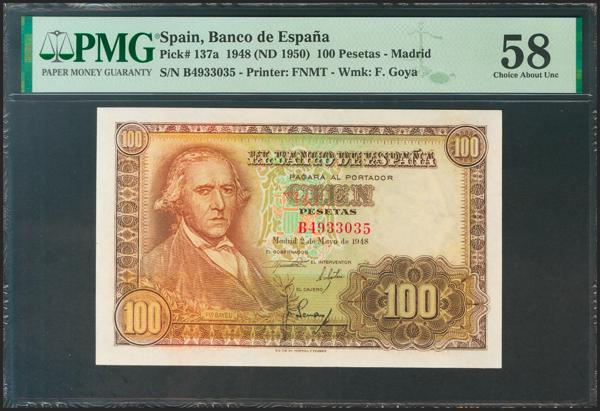 PMG
PAPER MONEY GUARANTY
Spain, Banco de España
Pick# 137a 1948 (ND 1950) 100 Pesetas - Madrid
S/N B4933035 - Printer: FNMT - Wmk: F. Goya
58
Choice About Unc
100
EL BANCO DE ESPAÑA
100
PAGARÁ AL PORTADOR
CIEN
PESETAS
B4933035
Madrid 2 de Mayo de 1948
EL GOBERNADOR
EL INTERVENTOR
EL CAJERO
FCO BAYEU
100
100